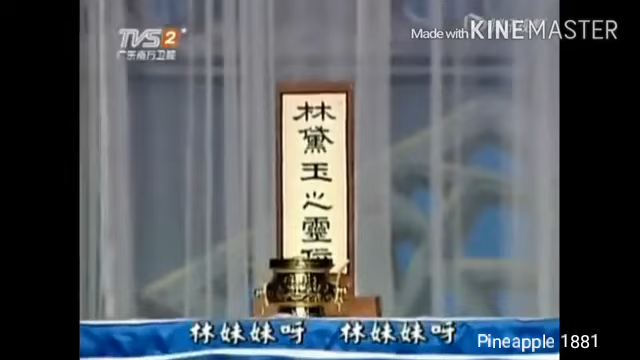 TVS2
广东南方卫视
Made with KINEMASTER
林黛玉之靈位
林妹妹呀 林妹妹呀
Pineapple 1881